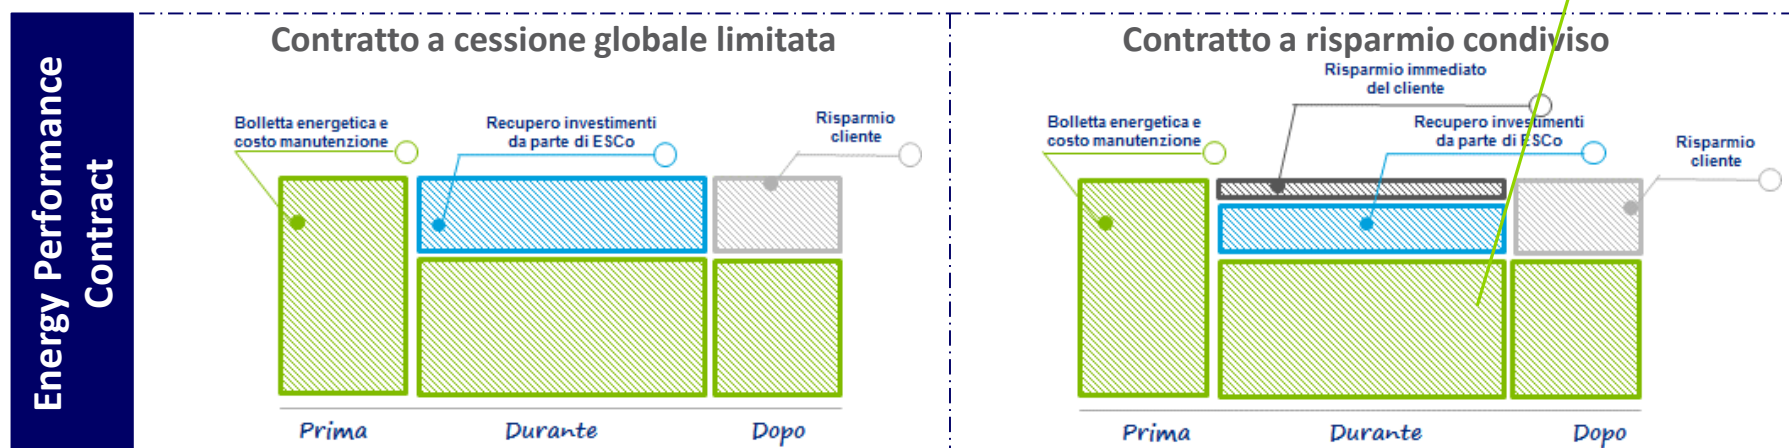 Energy Performance
Contract
Contratto a cessione globale limitata
Bolletta energetica e
costo manutenzione
Recupero investimenti
da parte di ESCo
Risparmio
cliente
Prima
Durante
Dopo
Contratto a risparmio condiviso
Risparmio immediato
del cliente
Bolletta energetica e
costo manutenzione
Recupero investimenti
da parte di ESCo
Risparmio
cliente
Prima
Durante
Dopo